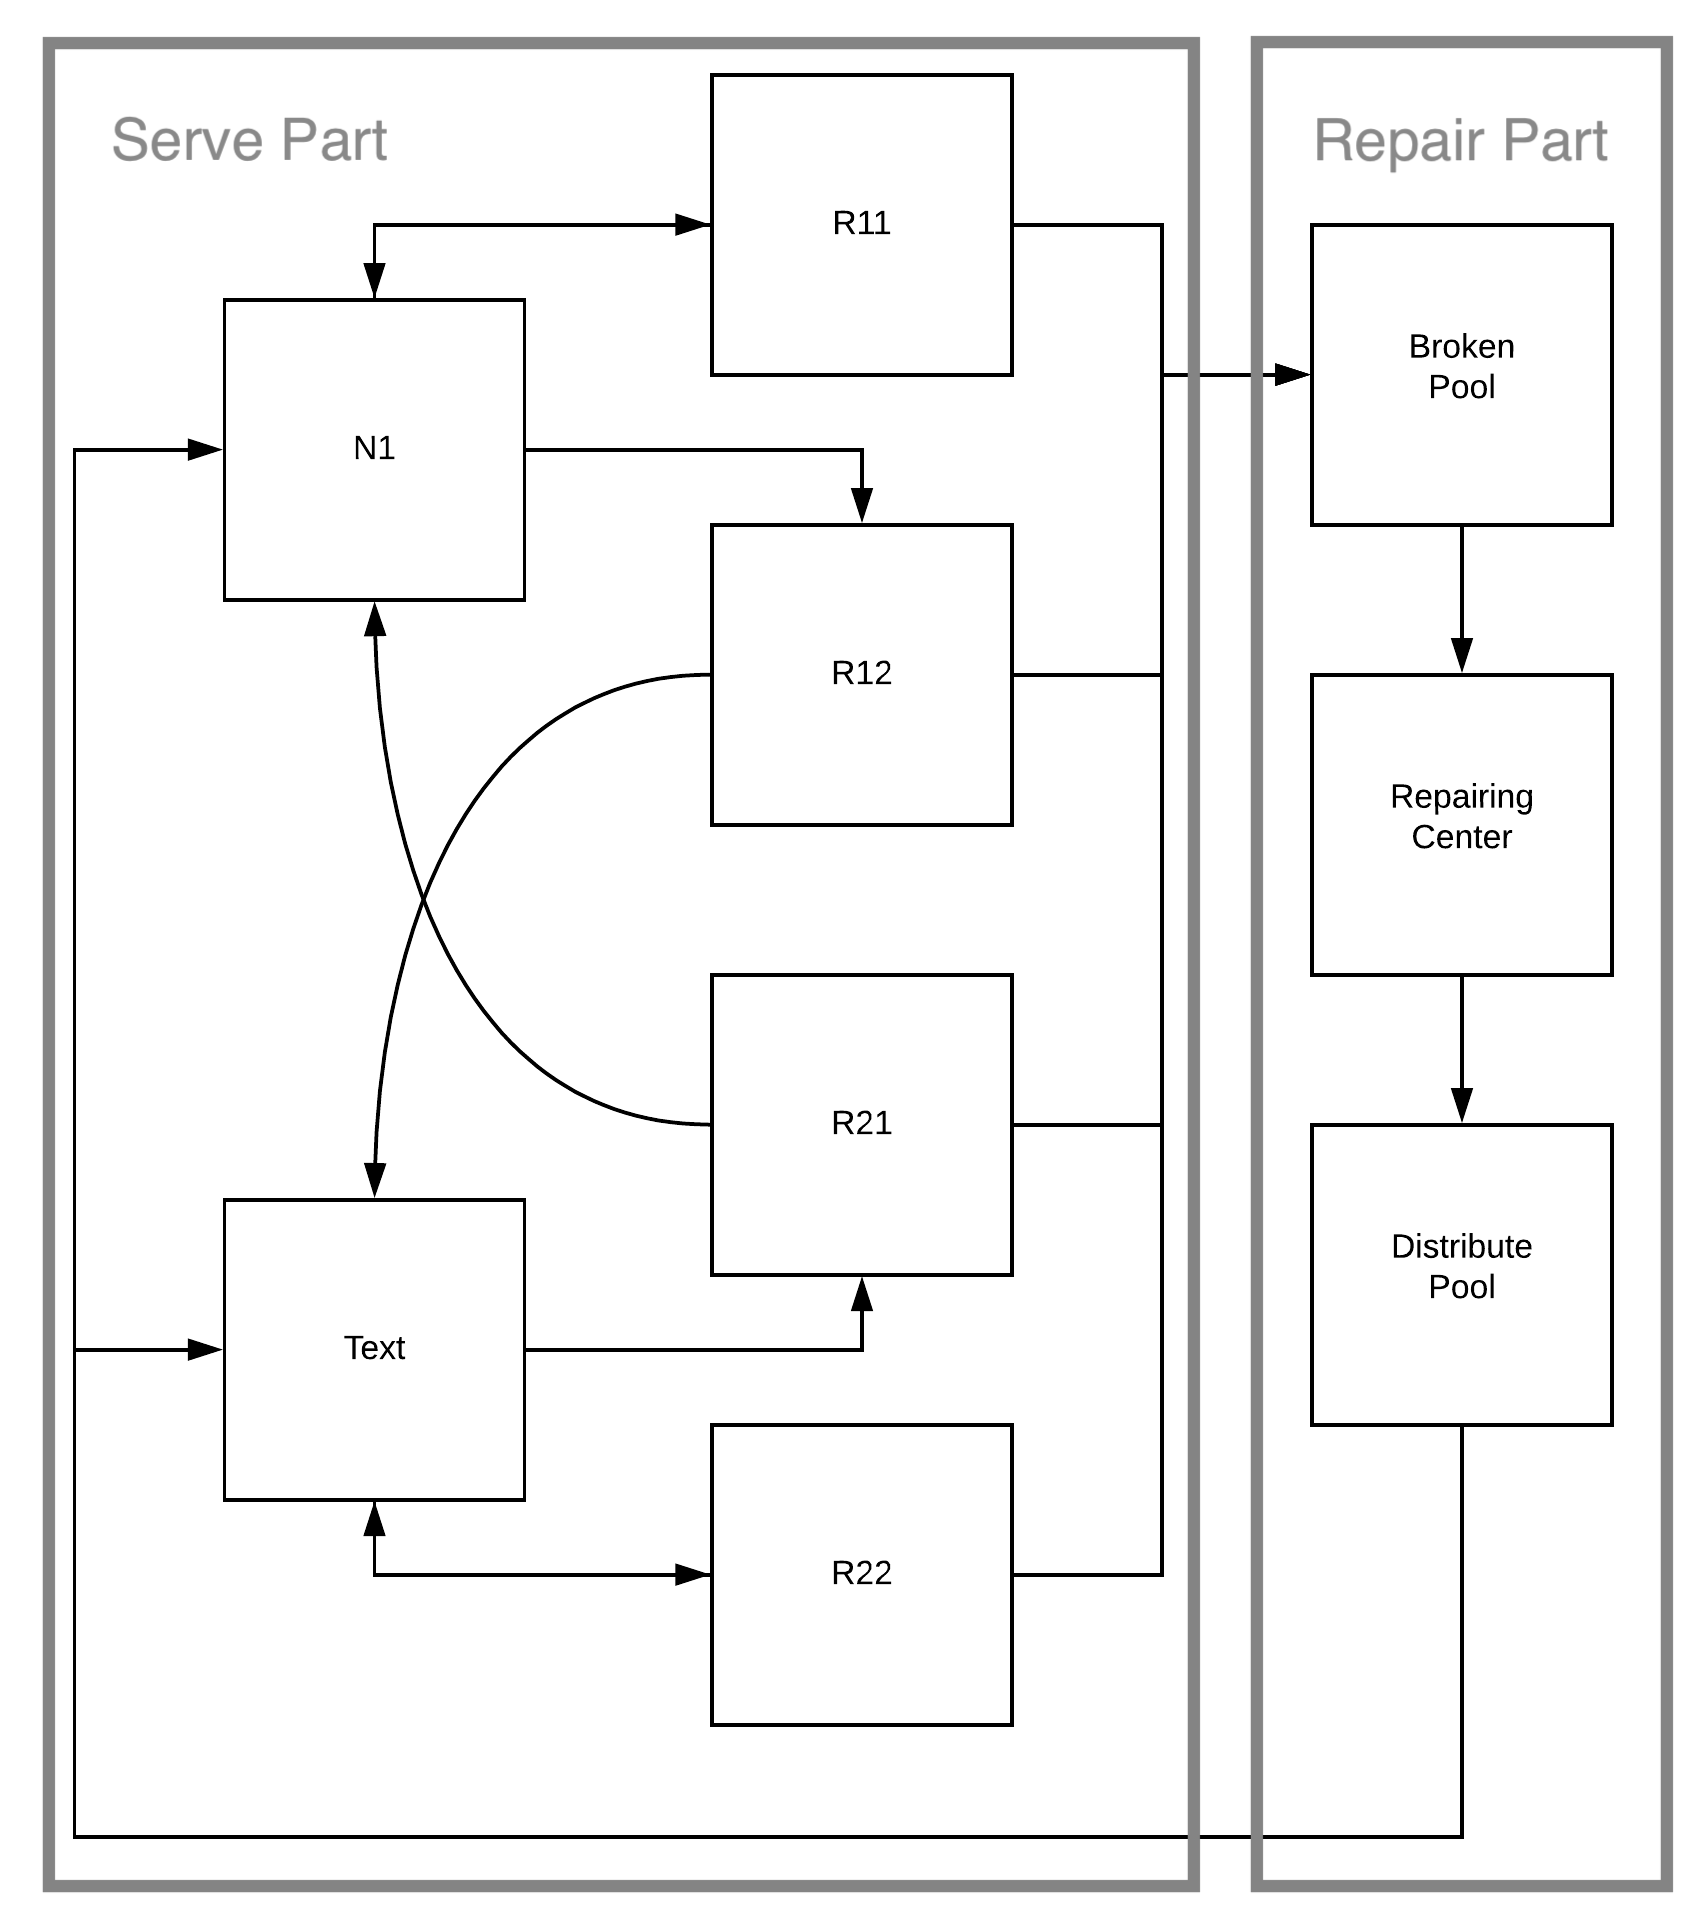 Serve Part
Repair Part
R11
N1
R12
R21
Text
R22
Broken
Pool
Repairing
Center
Distribute
Pool